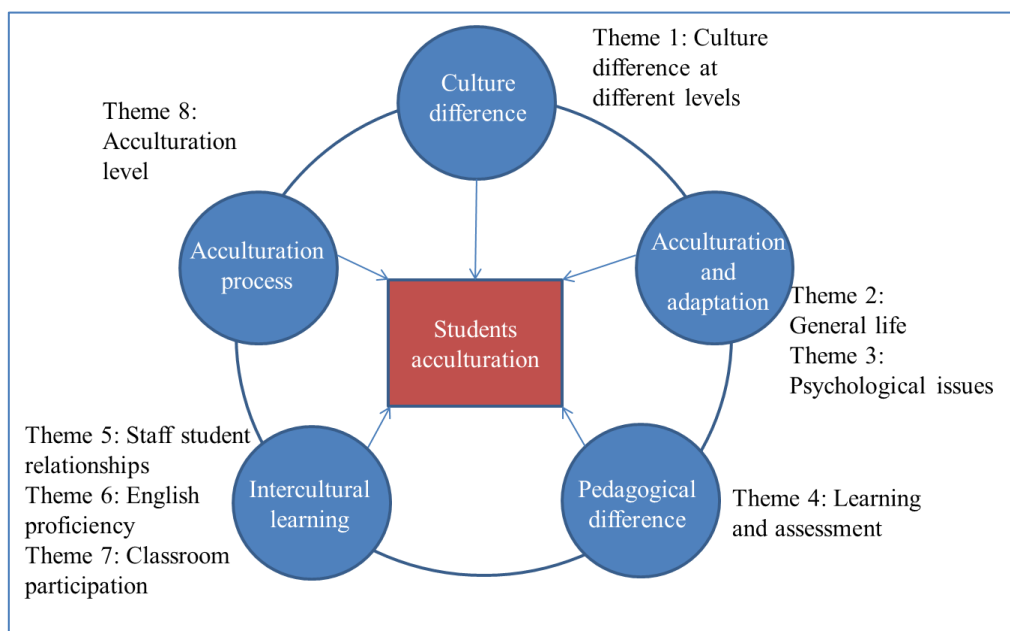 Culture
difference
Theme 1: Culture
difference at
different levels
Acculturation
and
adaptation
Theme 2:
General life
Theme 3:
Psychological issues
Pedagogical
difference
Theme 4: Learning
and assessment
Intercultural
learning
Theme 5: Staff student
relationships
Theme 6: English
proficiency
Theme 7: Classroom
participation
Acculturation
process
Theme 8:
Acculturation
level
Students
acculturation